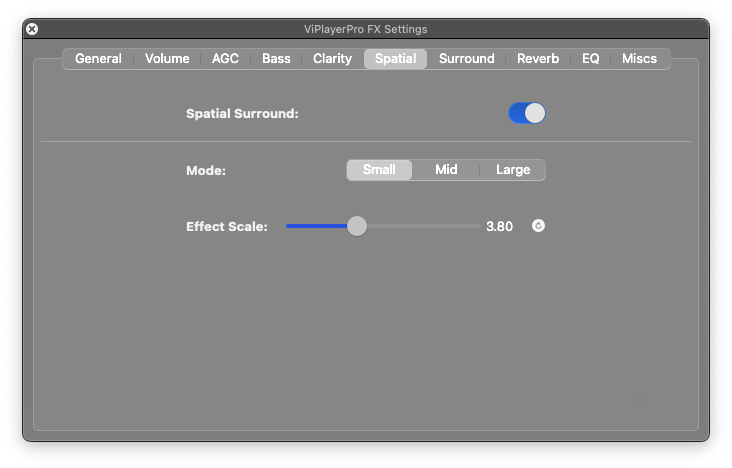 ViPlayerPro FX Settings
General Volume AGC Bass Clarity Spatial Surround Reverb EQ Miscs
Spatial Surround:
Mode: Small Mid Large
Effect Scale: 3.80